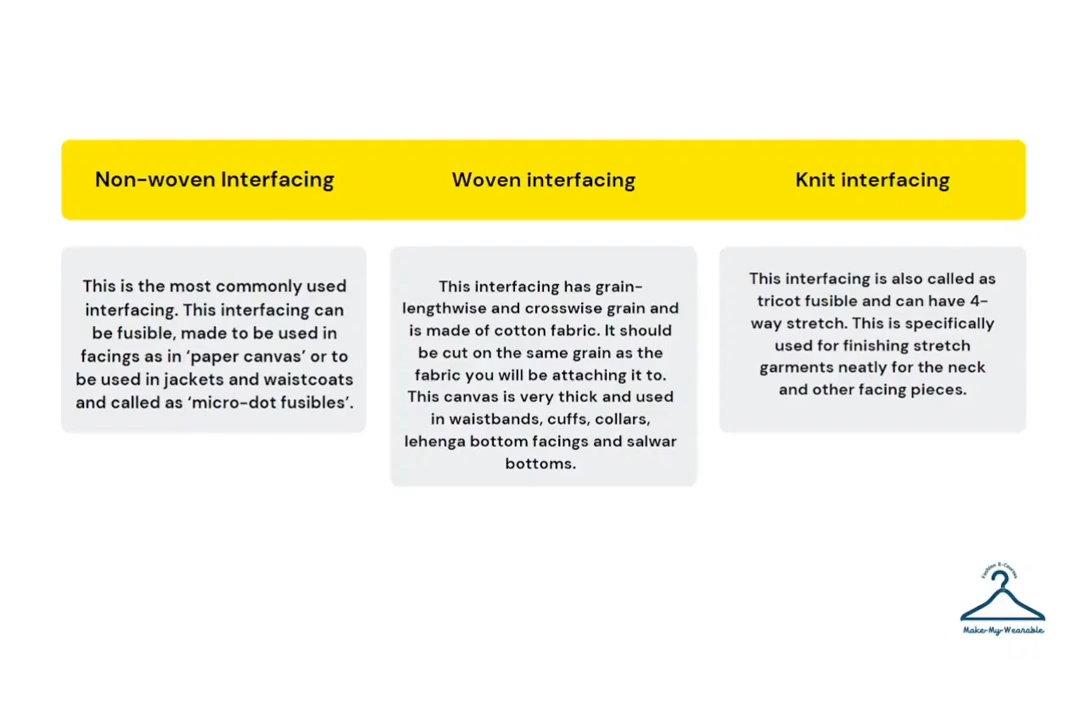 Non-woven Interfacing
Woven interfacing
Knit interfacing
This is the most commonly used
interfacing. This interfacing can
be fusible, made to be used in
facings as in ‘paper canvas’ or to
be used in jackets and waistcoats
and called as ‘micro-dot fusibles’.
This interfacing has grain-
lengthwise and crosswise grain and
is made of cotton fabric. It should
be cut on the same grain as the
fabric you will be attaching it to.
This canvas is very thick and used
in waistbands, cuffs, collars,
lehenga bottom facings and salwar
bottoms.
This interfacing is also called as
tricot fusible and can have 4-
way stretch. This is specifically
used for finishing stretch
garments neatly for the neck
and other facing pieces.
Fashion E-Courses
Make-My-Wearable